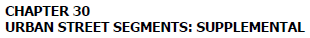 CHAPTER 30
URBAN STREET SEGMENTS: SUPPLEMENTAL